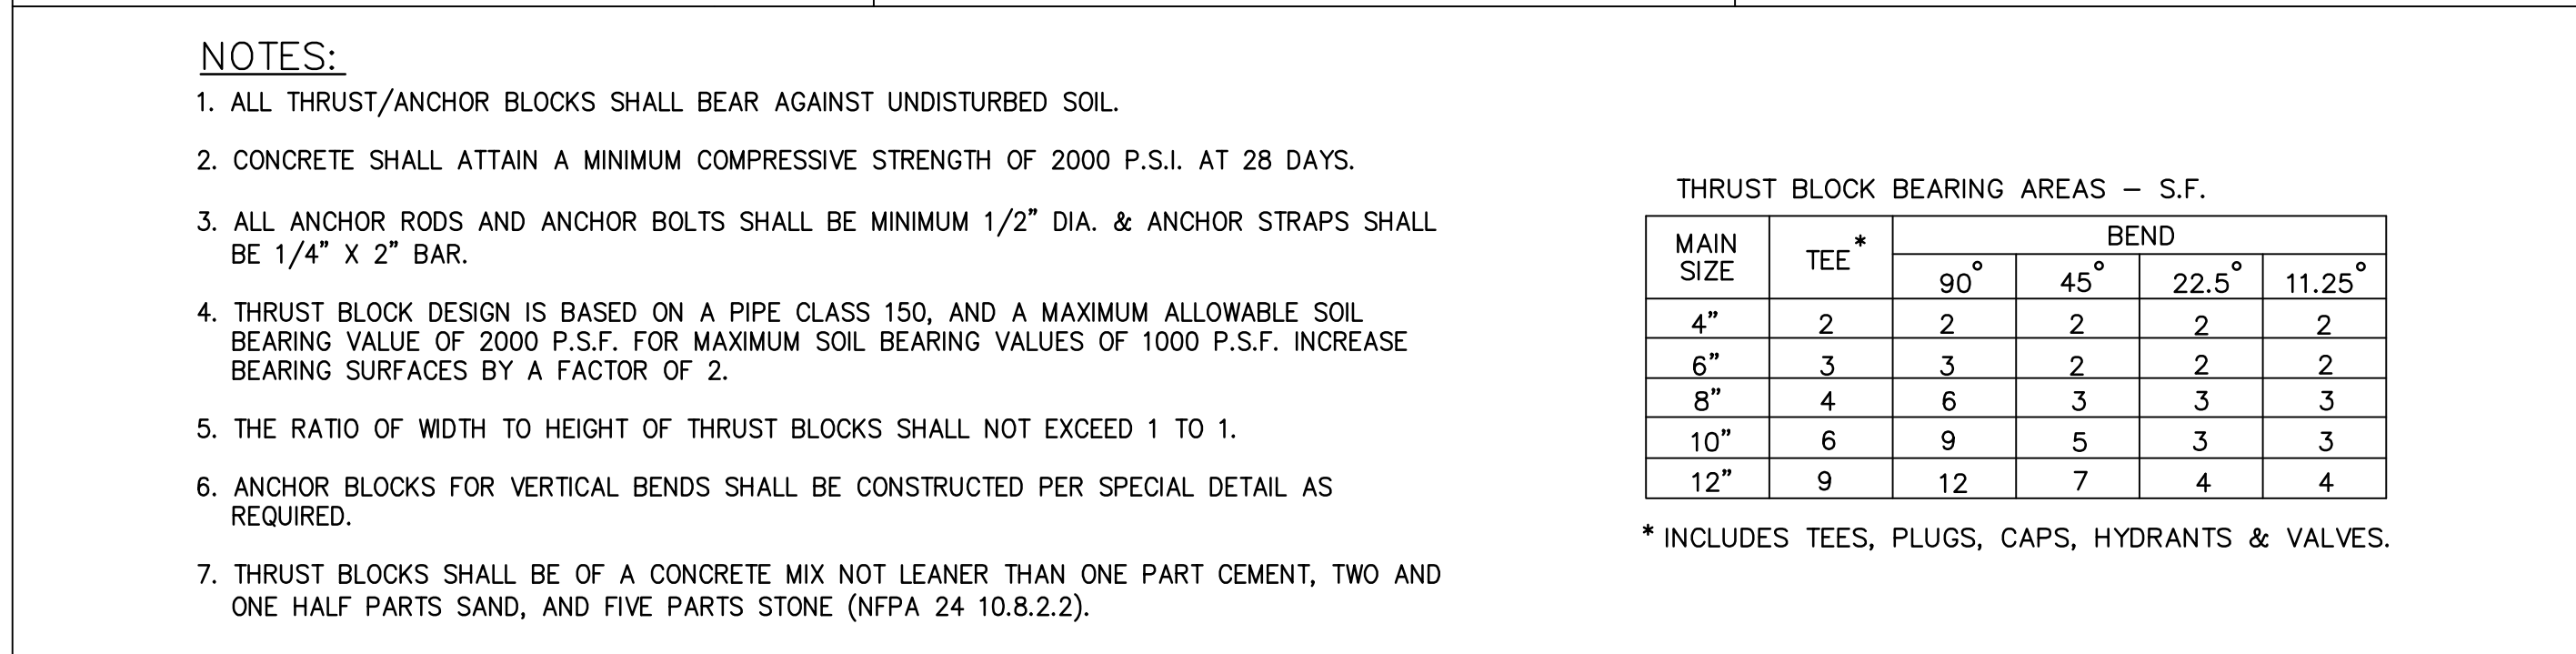 NOTES:
1. ALL THRUST/ANCHOR BLOCKS SHALL BEAR AGAINST UNDISTURBED SOIL.
2. CONCRETE SHALL ATTAIN A MINIMUM COMPRESSIVE STRENGTH OF 2000 P.S.I. AT 28 DAYS.
3. ALL ANCHOR RODS AND ANCHOR BOLTS SHALL BE MINIMUM 1/2" DIA. & ANCHOR STRAPS SHALL
BE 1/4" X 2" BAR.
4. THRUST BLOCK DESIGN IS BASED ON A PIPE CLASS 150, AND A MAXIMUM ALLOWABLE SOIL
BEARING VALUE OF 2000 P.S.F. FOR MAXIMUM SOIL BEARING VALUES OF 1000 P.S.F. INCREASE
BEARING SURFACES BY A FACTOR OF 2.
5. THE RATIO OF WIDTH TO HEIGHT OF THRUST BLOCKS SHALL NOT EXCEED 1 TO 1.
6. ANCHOR BLOCKS FOR VERTICAL BENDS SHALL BE CONSTRUCTED PER SPECIAL DETAIL AS
REQUIRED.
7. THRUST BLOCKS SHALL BE OF A CONCRETE MIX NOT LEANER THAN ONE PART CEMENT, TWO AND
ONE HALF PARTS SAND, AND FIVE PARTS STONE (NFPA 24 10.8.2.2).
THRUST BLOCK BEARING AREAS – S.F.
MAIN
SIZE
TEE*
BEND
90° 45° 22.5° 11.25°
4" 2 2 2 2 2
6" 3 3 2 2 2
8" 4 6 3 3 3
10" 6 9 5 3 3
12" 9 12 7 4 4
* INCLUDES TEES, PLUGS, CAPS, HYDRANTS & VALVES.